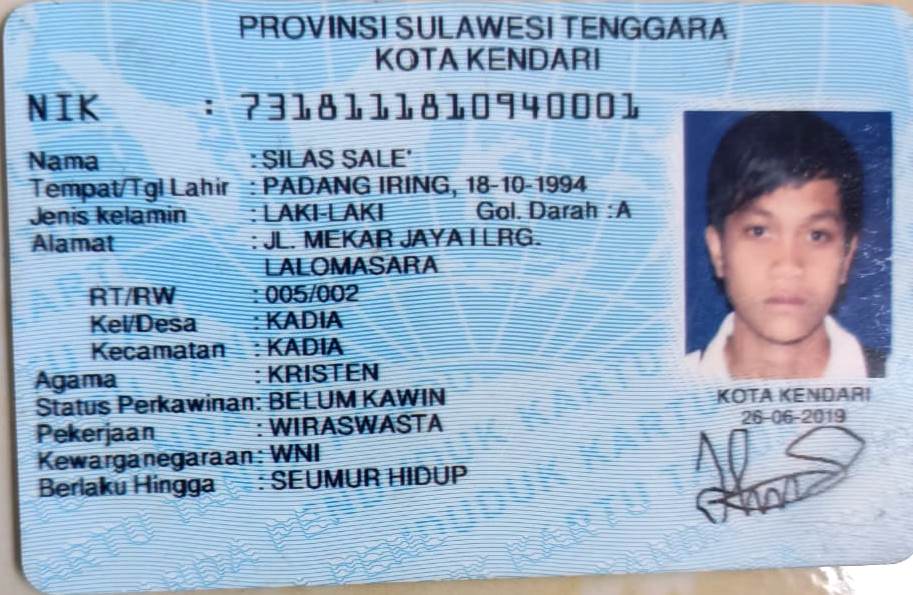 PROVINSI SULAWESI TENGGARA
KOTA KENDARI
NIK : 7318111810940001
Nama : SILAS SALE'
Tempat/Tgl Lahir : PADANG IRING, 18-10-1994
Jenis kelamin : LAKI-LAKI Gol. Darah : A
Alamat : JL. MEKAR JAYA I LRG.
LALOMASARA
RT/RW : 005/002
Kel/Desa : KADIA
Kecamatan : KADIA
Agama : KRISTEN
Status Perkawinan: BELUM KAWIN
Pekerjaan : WIRASWASTA
Kewarganegaraan: WNI
Berlaku Hingga : SEUMUR HIDUP
KOTA KENDARI
26-06-2019